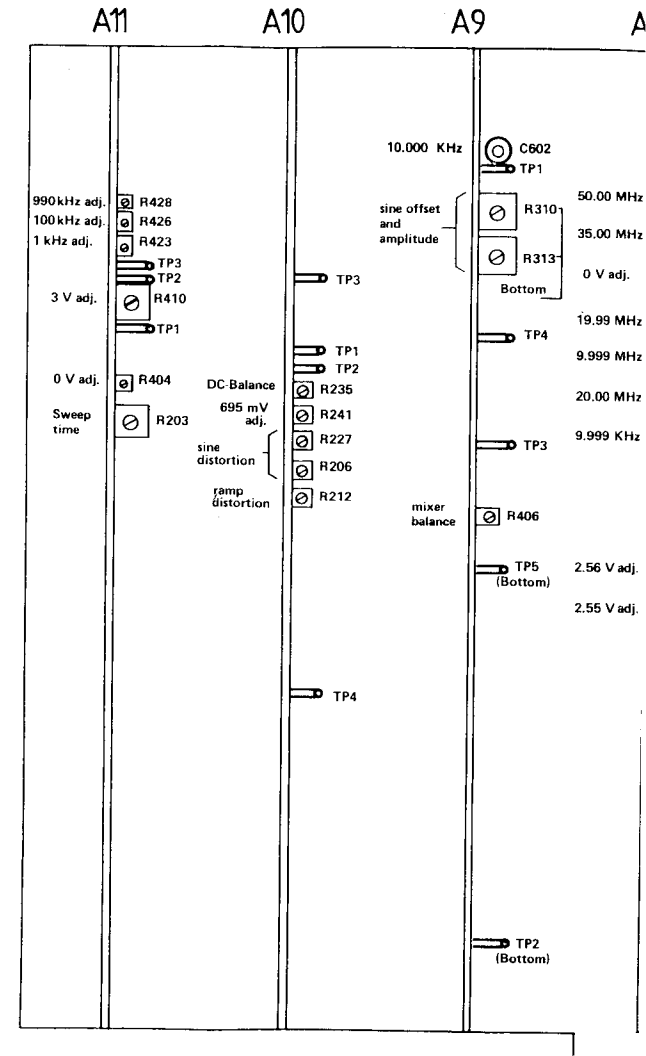 A11
A10
A9
A
990kHz adj.
R428
100kHz adj.
R426
1 kHz adj.
R423
TP3
TP2
3 V adj.
R410
TP1
0 V adj.
R404
Sweep
time
R203
TP3
TP1
TP2
DC-Balance
R235
695 mV
adj.
R241
sine
distortion
R227
R206
ramp
distortion
R212
TP4
10.000 KHz
C602
TP1
sine offset
and
amplitude
R310
R313
Bottom
TP4
TP3
mixer
balance
R406
TP5
(Bottom)
TP2
(Bottom)
50.00 MHz
35.00 MHz
0 V adj.
19.99 MHz
9.999 MHz
20.00 MHz
9.999 KHz
2.56 V adj.
2.55 V adj.